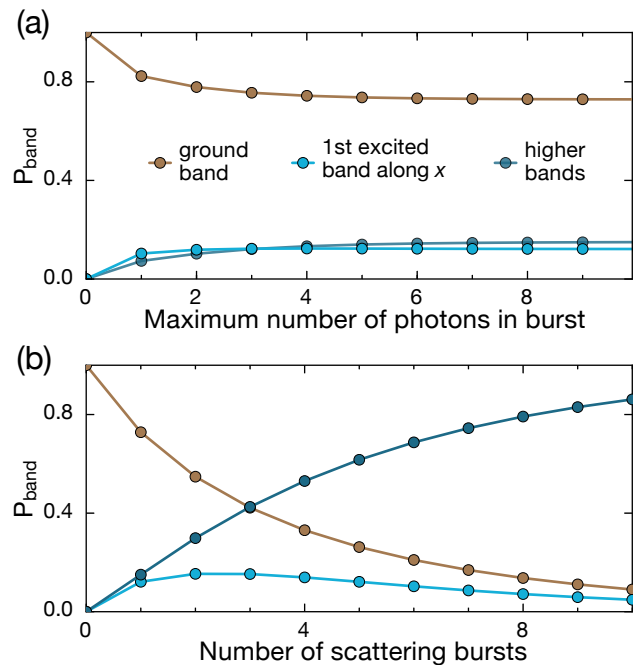 (a)
0.8
0.4
0.0
P_band
ground band
1st excited band along x
higher bands
0 2 4 6 8
Maximum number of photons in burst
(b)
0.8
0.4
0.0
P_band
0 4 8
Number of scattering bursts